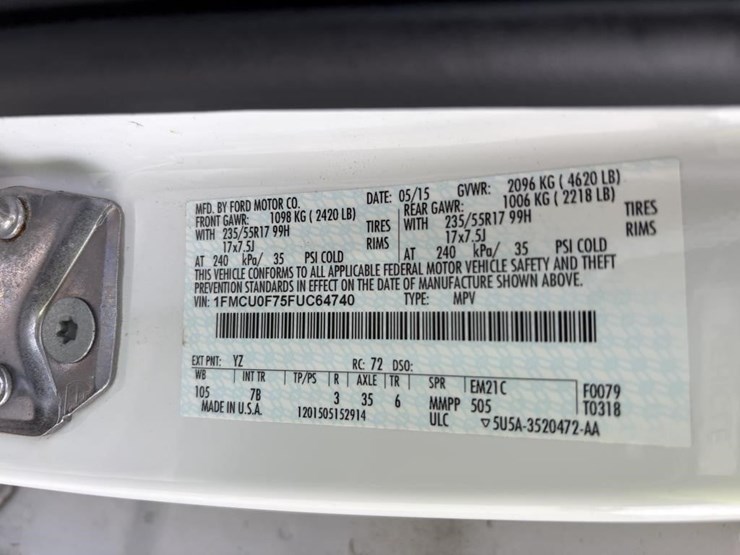 MFD. BY FORD MOTOR CO. DATE: 05/15 GVWR: 2096 KG ( 4620 LB)
FRONT GAWR: 1098 KG ( 2420 LB) REAR GAWR: 1006 KG ( 2218 LB)
WITH 235/55R17 99H TIRES WITH 235/55R17 99H TIRES
17x7.5J RIMS 17x7.5J RIMS
AT 240 kPa/ 35 PSI COLD AT 240 kPa/ 35 PSI COLD
THIS VEHICLE CONFORMS TO ALL APPLICABLE FEDERAL MOTOR VEHICLE SAFETY AND THEFT
PREVENTION STANDARDS IN EFFECT ON THE DATE OF MANUFACTURE SHOWN ABOVE.
VIN: 1FMCU0F75FUC64740 TYPE: MPV
EXT PNT: YZ RC: 72 DSO:
WB INT TR TP/PS R AXLE TR SPR EM21C F0079
105 7B 3 35 6 MMPP 505 T0318
MADE IN U.S.A. 1201505152914 ULC ▽5U5A-3520472-AA